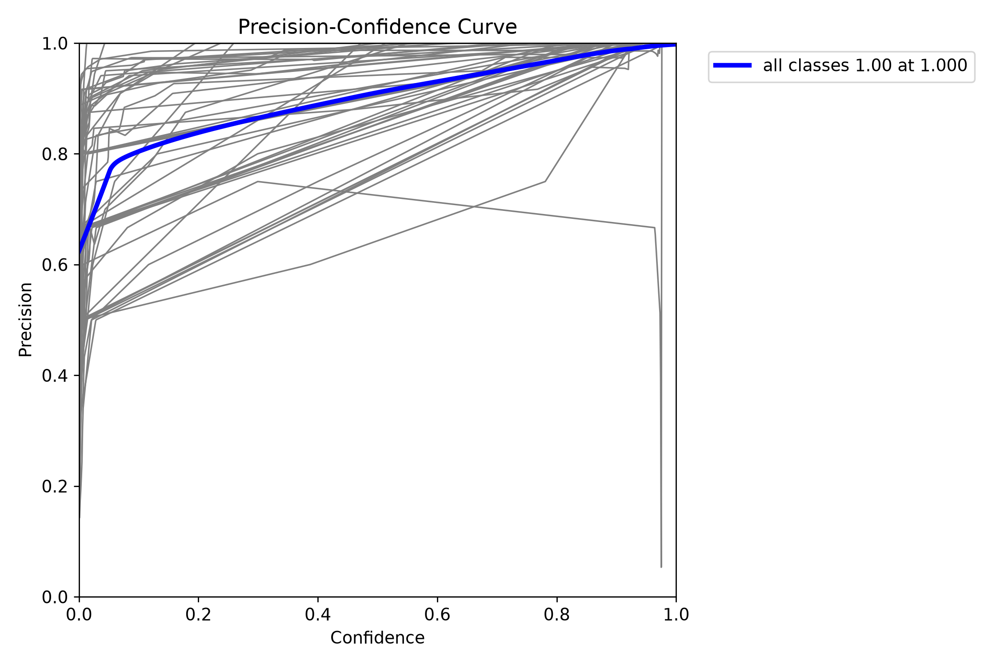 Precision-Confidence Curve
all classes 1.00 at 1.000
Precision
1.0
0.8
0.6
0.4
0.2
0.0
0.0 0.2 0.4 0.6 0.8 1.0
Confidence